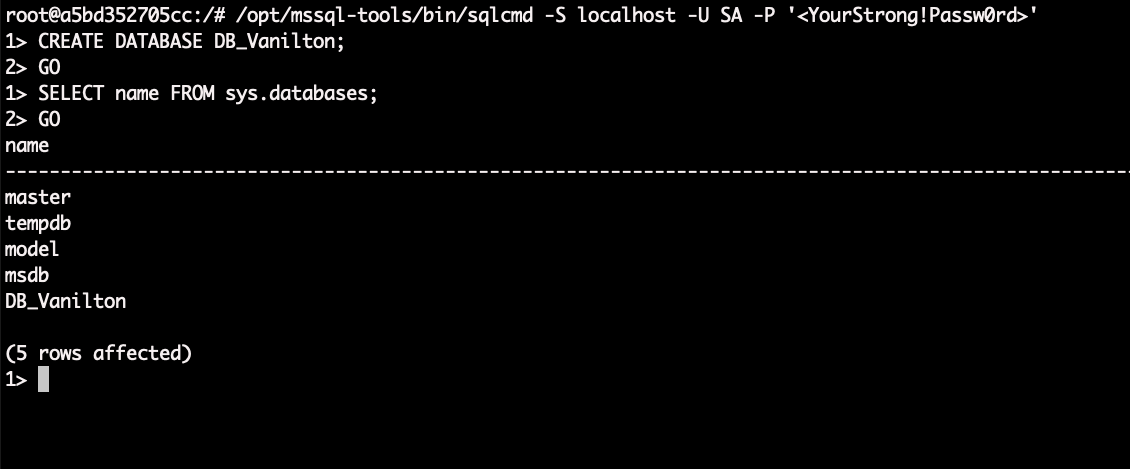 root@a5bd352705cc:/# /opt/mssql-tools/bin/sqlcmd -S localhost -U SA -P '<YourStrong!Passw0rd>'
1> CREATE DATABASE DB_Vanilton;
2> GO
1> SELECT name FROM sys.databases;
2> GO
name
--------------------------------------------------------------------------------------------------------
master
tempdb
model
msdb
DB_Vanilton
(5 rows affected)
1>